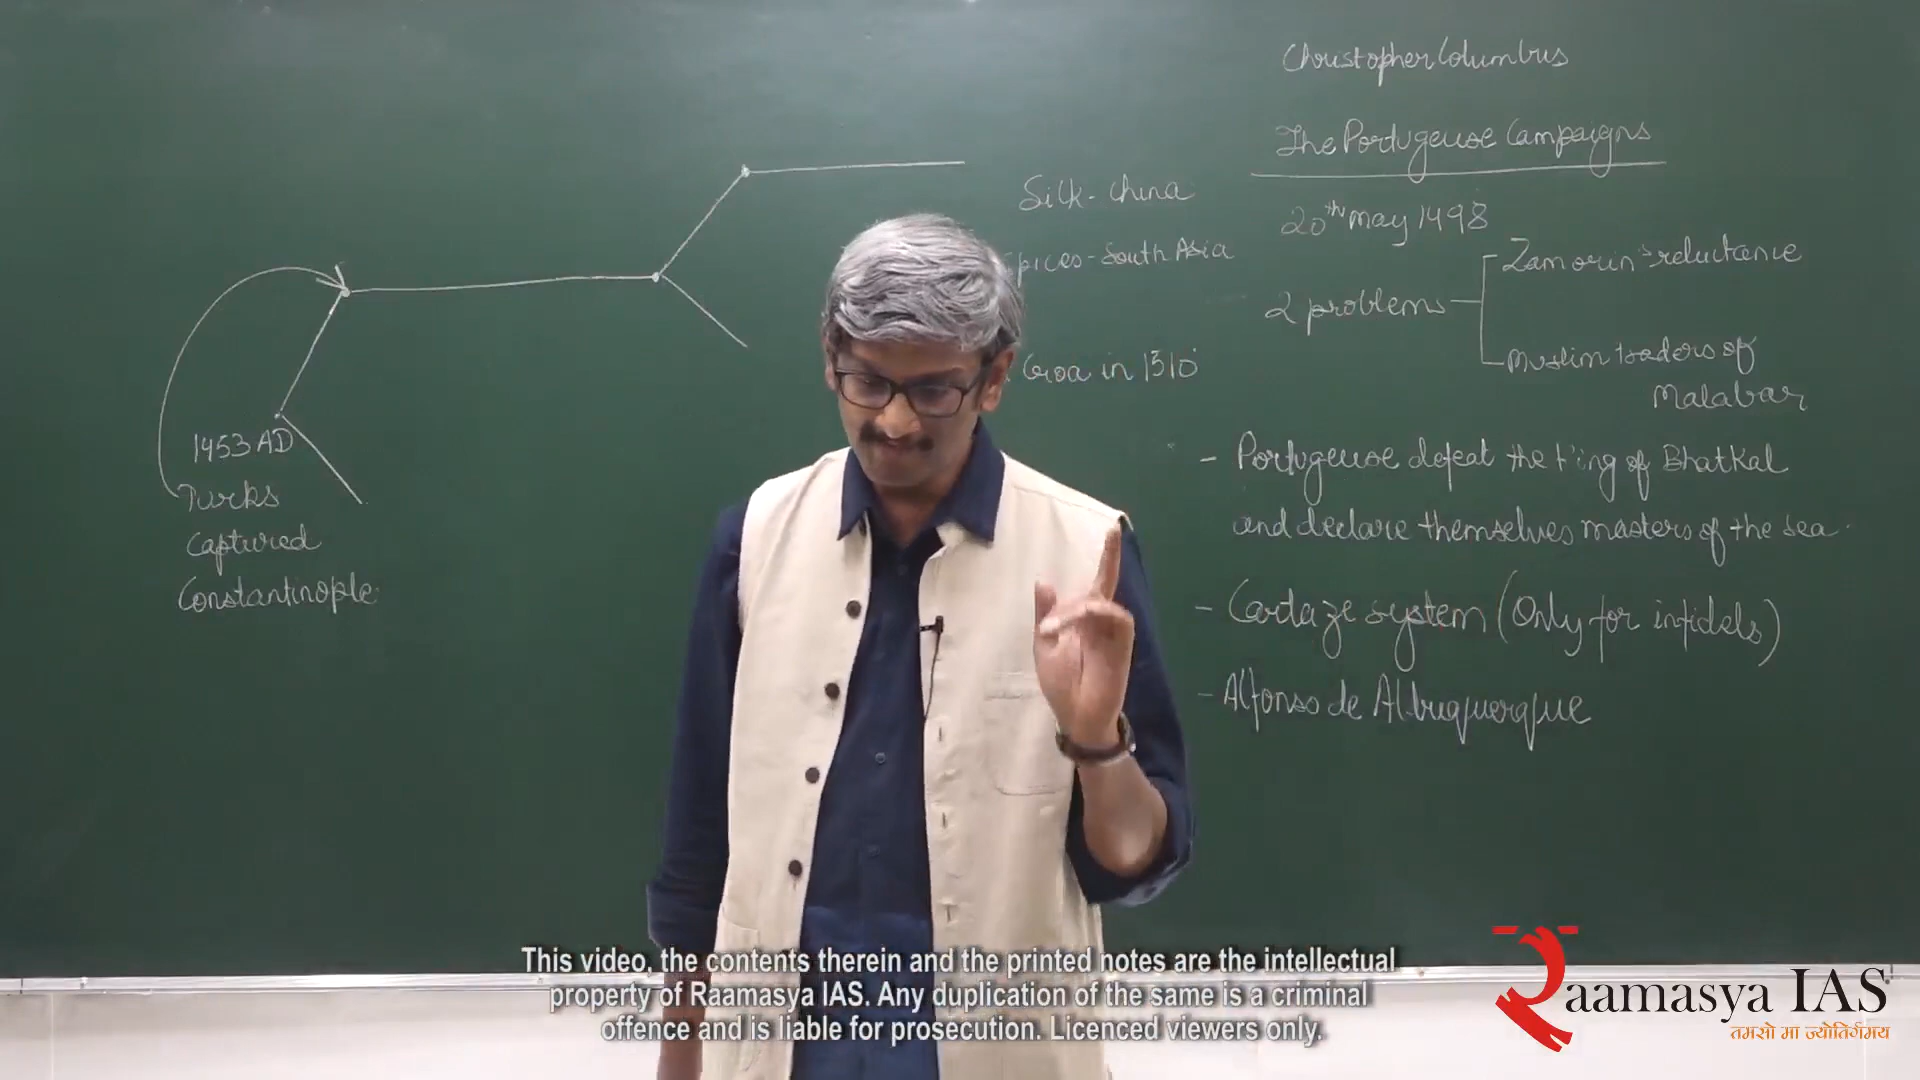 Christopher Columbus
The Portugeuse Campaigns
20th may 1498
2 problems
Zamorin's reluctance
Muslim traders of
Malabar
- Portugeuse defeat the King of Bhatkal
and declare themselves masters of the sea.
- Cartaze system (Only for infidels)
- Alfonso de Albuquerque
Silk - China
Spices - South Asia
Goa in 1510
1453 AD
Turks
Captured
Constantinople
This video, the contents therein and the printed notes are the intellectual
property of Raamasya IAS. Any duplication of the same is a criminal
offence and is liable for prosecution. Licenced viewers only.
Raamasya IAS
तमसो मा ज्योतिर्गमय